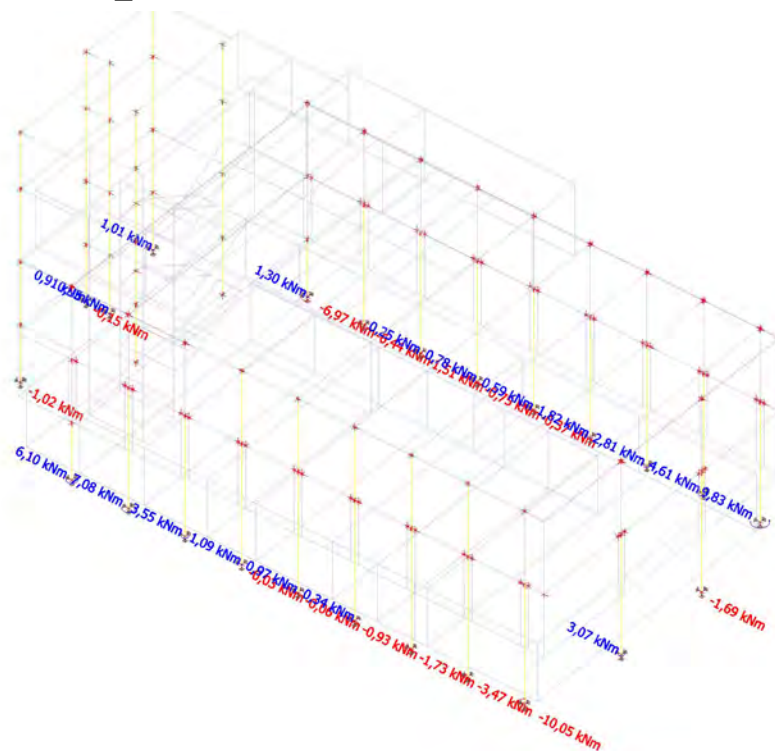 1,01 kNm
1,30 kNm
0,91
-0,15 kNm
-6,97 kNm
0,25 kNm
0,78 kNm
0,59 kNm
1,82 kNm
2,81 kNm
4,61 kNm
9,83 kNm
-1,02 kNm
6,10 kNm
7,08 kNm
3,55 kNm
1,09 kNm
0,97 kNm
0,34 kNm
-0,93 kNm
-1,73 kNm
-3,47 kNm
-10,05 kNm
3,07 kNm
-1,69 kNm